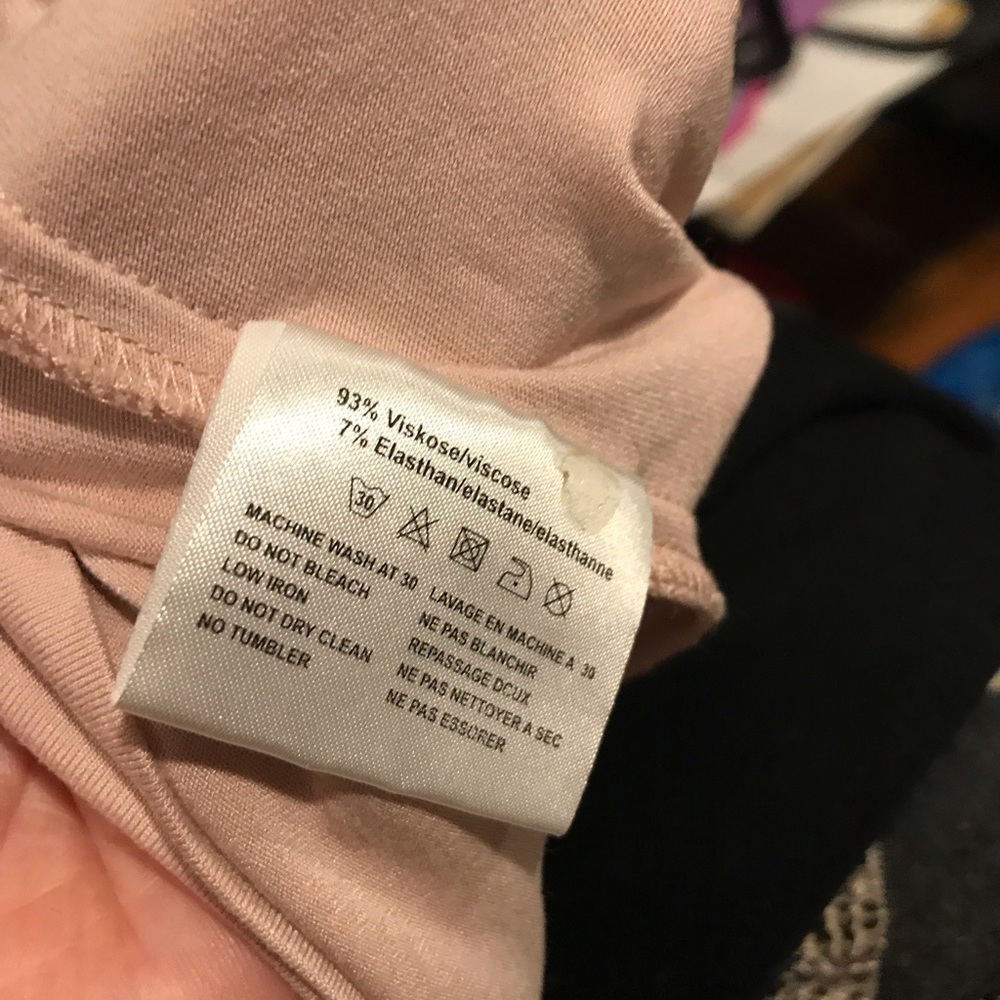 93% Viskose/viscose
7% Elasthan/elastane/elasthanne
30
MACHINE WASH AT 30
DO NOT BLEACH
LOW IRON
DO NOT DRY CLEAN
NO TUMBLER
LAVAGE EN MACHINE A 30
NE PAS BLANCHIR
REPASSAGE DOUX
NE PAS NETTOYER A SEC
NE PAS ESSORER